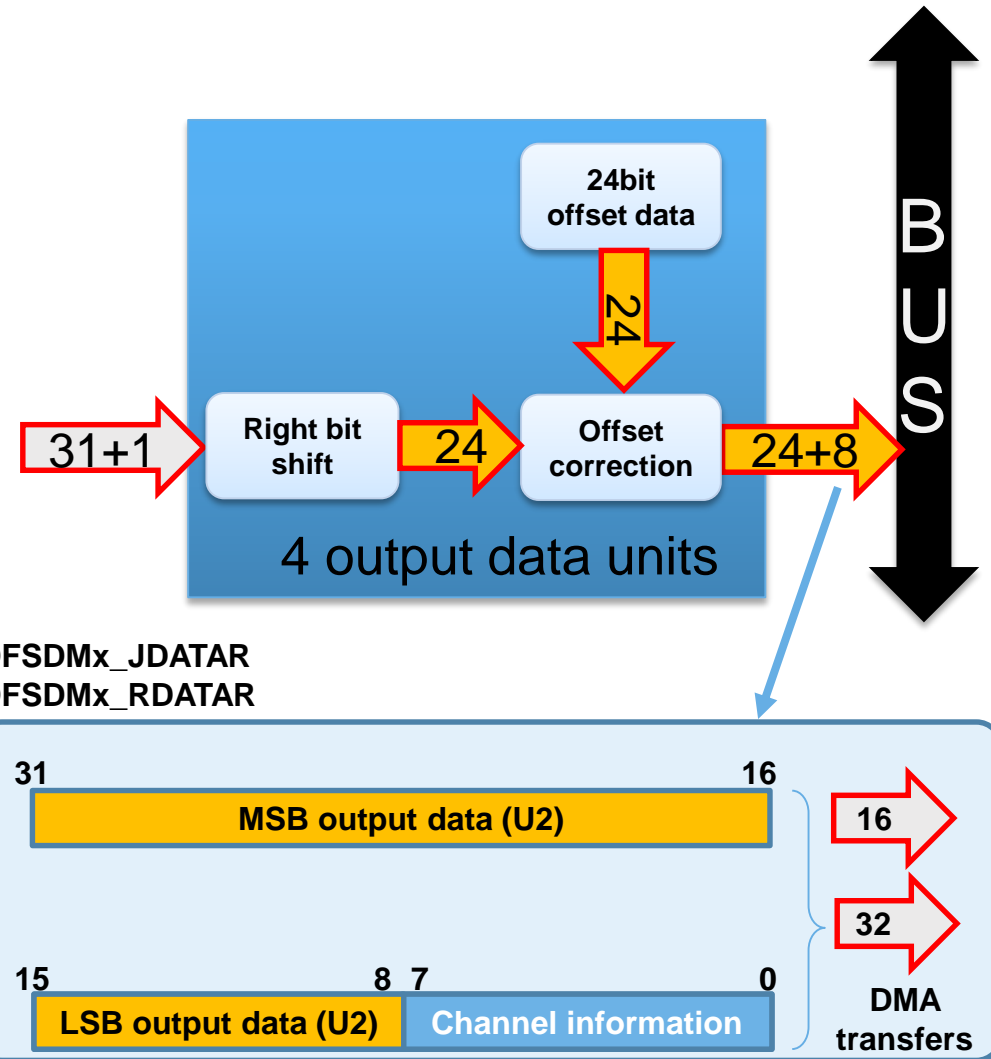 24bit
offset data
B
U
S
24
31+1
Right bit
shift
24
Offset
correction
24+8
4 output data units
FSDMx_JDATAR
FSDMx_RDATAR
31
16
MSB output data (U2)
16
32
15
8
7
0
LSB output data (U2)
Channel information
DMA
transfers